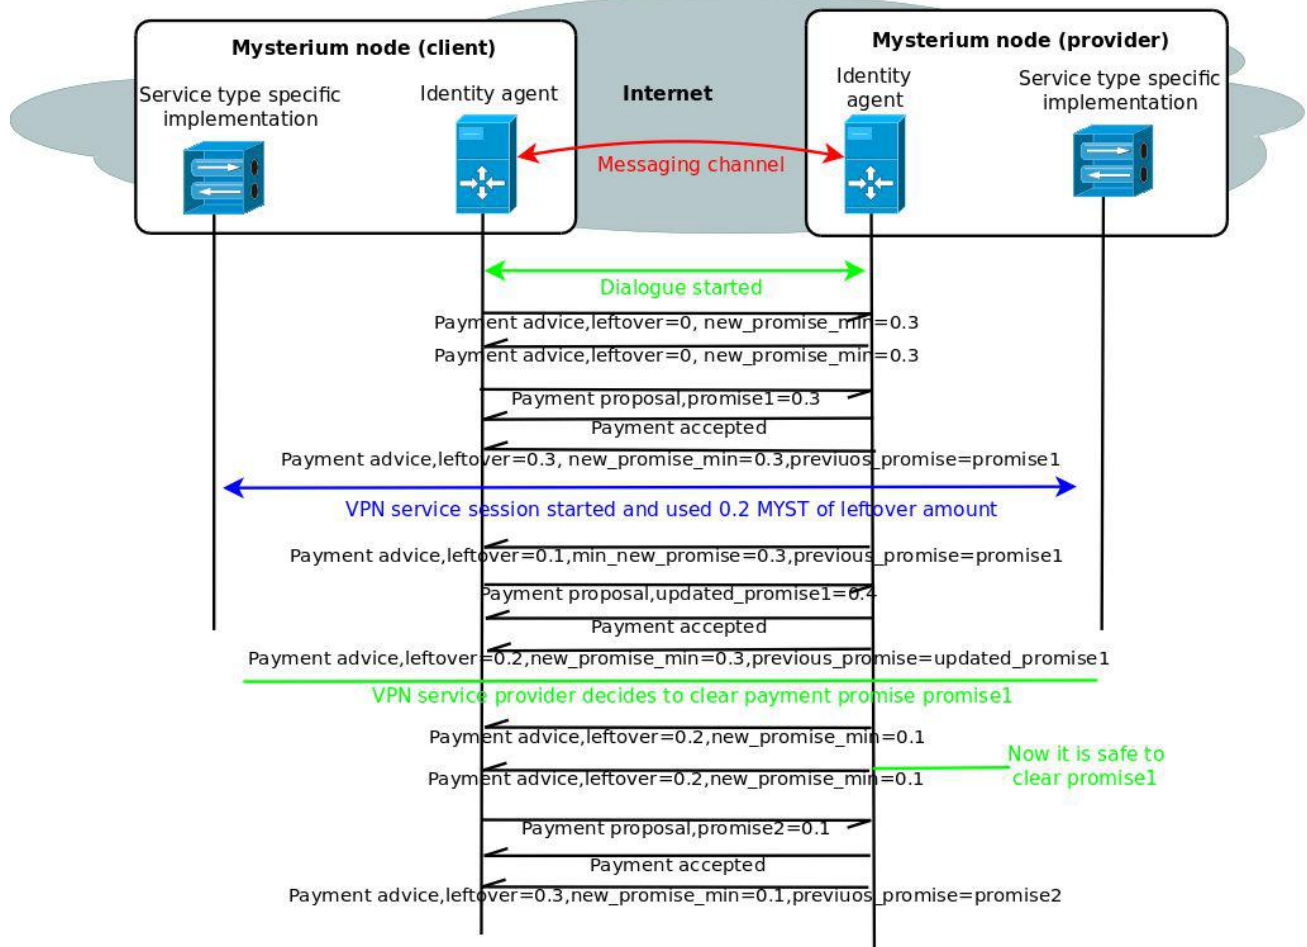 Mysterium node (client)
Mysterium node (provider)
Service type specific
implementation
Identity agent
Internet
Identity
agent
Service type specific
implementation
Messaging channel
Dialogue started
Payment advice,leftover=0, new_promise_min=0.3
Payment advice,leftover=0, new_promise_min=0.3
Payment proposal,promise1=0.3
Payment accepted
Payment advice,leftover=0.3, new_promise_min=0.3,previuos_promise=promise1
VPN service session started and used 0.2 MYST of leftover amount
Payment advice,leftover=0.1,min_new_promise=0.3,previous_promise=promise1
Payment proposal,updated_promise1=0.4
Payment accepted
Payment advice,leftover=0.2,new_promise_min=0.3,previous_promise=updated_promise1
VPN service provider decides to clear payment promise promise1
Payment advice,leftover=0.2,new_promise_min=0.1
Now it is safe to
clear promise1
Payment advice,leftover=0.2,new_promise_min=0.1
Payment proposal,promise2=0.1
Payment accepted
Payment advice,leftover=0.3,new_promise_min=0.1,previuos_promise=promise2